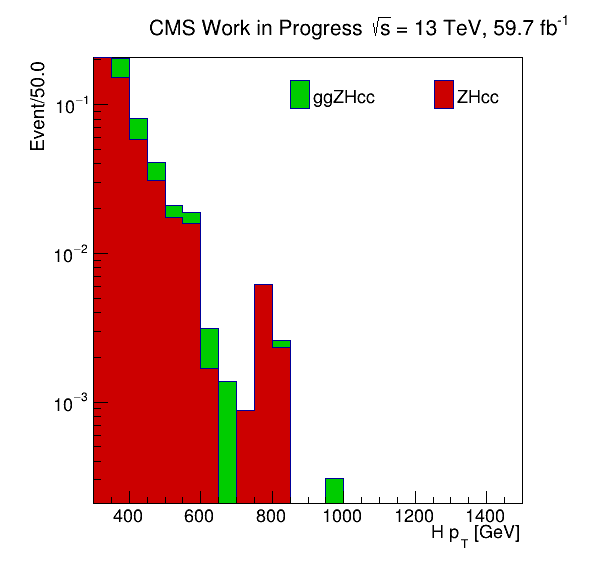 CMS Work in Progress √s = 13 TeV, 59.7 fb⁻¹
Event/50.0
ggZHcc ZHcc
10⁻¹
10⁻²
10⁻³
400 600 800 1000 1200 1400
H p_T [GeV]